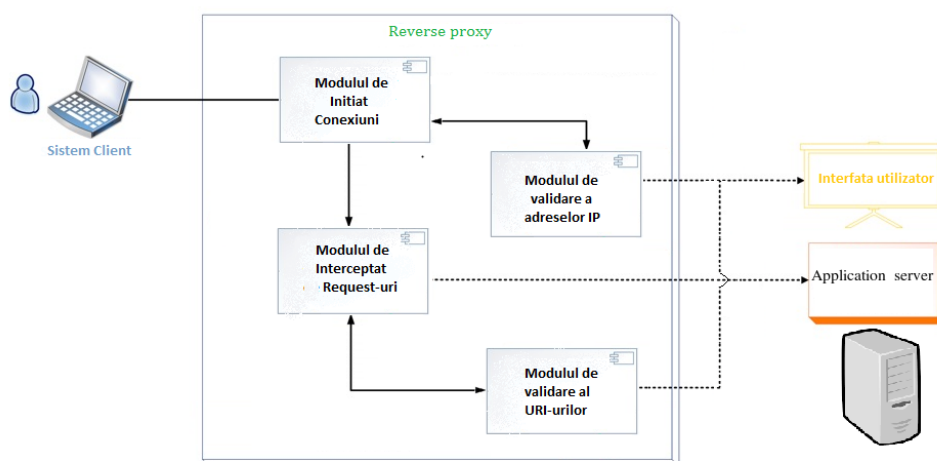 Reverse proxy
Modulul de
Initiat
Conexiuni
Sistem Client
Modulul de
validare a
adreselor IP
Interfata utilizator
Modulul de
Interceptat
Request-uri
Application server
Modulul de
validare al
URI-urilor